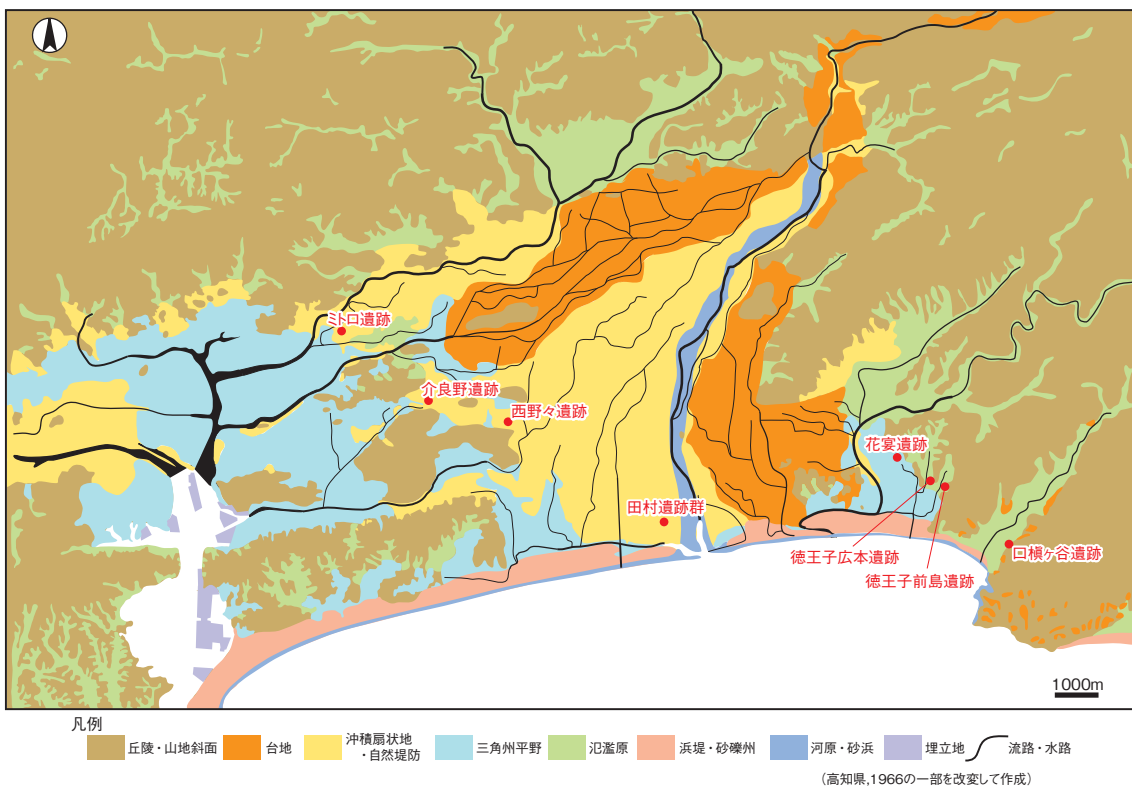 ミトロ遺跡
介良野遺跡
西野々遺跡
花宴遺跡
田村遺跡群
徳王子広本遺跡
口槇ヶ谷遺跡
徳王子前島遺跡
1000m
凡例
丘陵・山地斜面
台地
沖積扇状地
・自然堤防
三角州平野
氾濫原
浜堤・砂礫州
河原・砂浜
埋立地
流路・水路
(高知県,1966の一部を改変して作成)